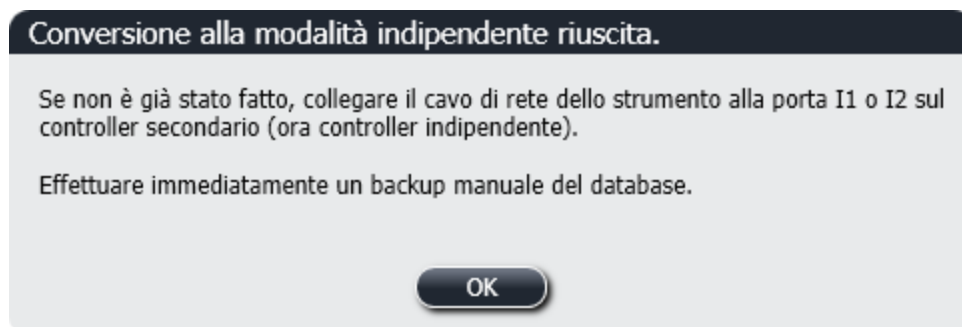 Conversione alla modalità indipendente riuscita.
Se non è già stato fatto, collegare il cavo di rete dello strumento alla porta I1 o I2 sul
controller secondario (ora controller indipendente).
Effettuare immediatamente un backup manuale del database.
OK